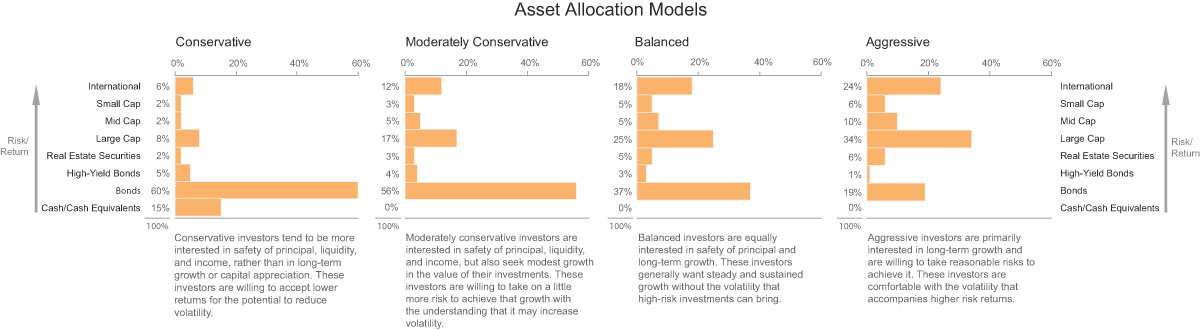 Asset Allocation Models
Conservative
0%
20%
40%
60%
Risk/
Return
International 6%
Small Cap 2%
Mid Cap 2%
Large Cap 8%
Real Estate Securities 2%
High-Yield Bonds 5%
Bonds 60%
Cash/Cash Equivalents 15%
100%
Conservative investors tend to be more
interested in safety of principal, liquidity,
and income, rather than in long-term
growth or capital appreciation. These
investors are willing to accept lower
returns for the potential to reduce
volatility.
Moderately Conservative
0%
20%
40%
60%
12%
3%
5%
17%
3%
4%
56%
0%
100%
Moderately conservative investors are
interested in safety of principal, liquidity,
and income, but also seek modest growth
in the value of their investments. These
investors are willing to take on a little
more risk to achieve that growth with
the understanding that it may increase
volatility.
Balanced
0%
20%
40%
60%
18%
5%
5%
25%
5%
3%
37%
0%
100%
Balanced investors are equally
interested in safety of principal and
long-term growth. These investors
generally want steady and sustained
growth without the volatility that
high-risk investments can bring.
Aggressive
0%
20%
40%
60%
24% International
6% Small Cap
10% Mid Cap
34% Large Cap
6% Real Estate Securities
1% High-Yield Bonds
19% Bonds
0% Cash/Cash Equivalents
100%
Risk/
Return
Aggressive investors are primarily
interested in long-term growth and
are willing to take reasonable risks to
achieve it. These investors are
comfortable with the volatility that
accompanies higher risk returns.